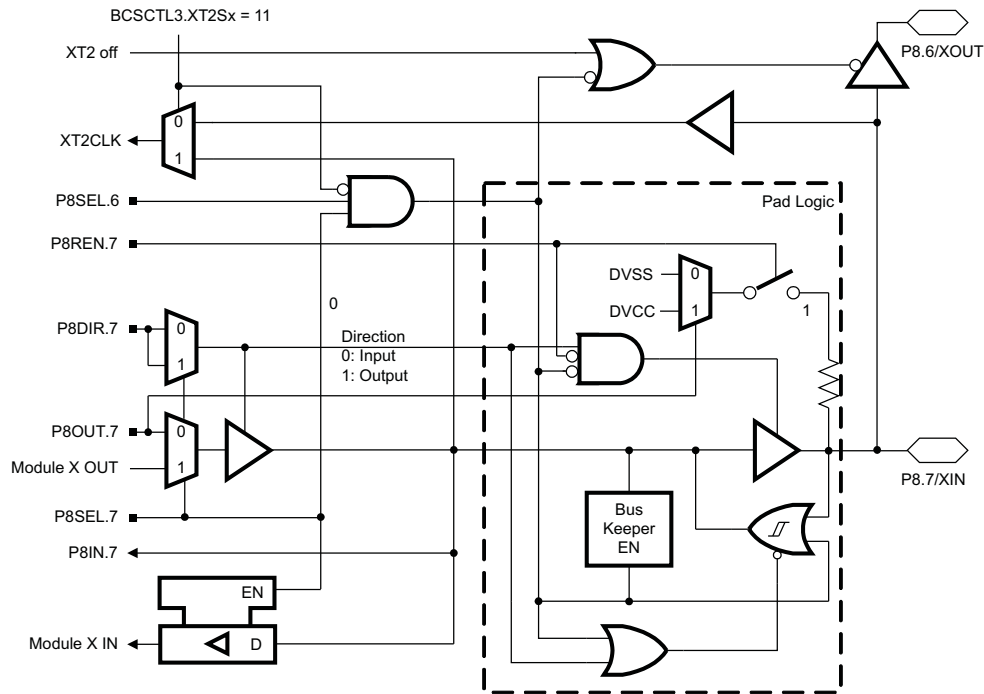 BCSCTL3.XT2Sx = 11
XT2 off
P8.6/XOUT
0
XT2CLK
1
P8SEL.6
Pad Logic
P8REN.7
DVSS
0
0
DVCC
1
1
P8DIR.7
0
Direction
0: Input
1: Output
1
P8OUT.7
0
Module X OUT
1
P8.7/XIN
P8SEL.7
Bus
Keeper
EN
P8IN.7
EN
Module X IN
D